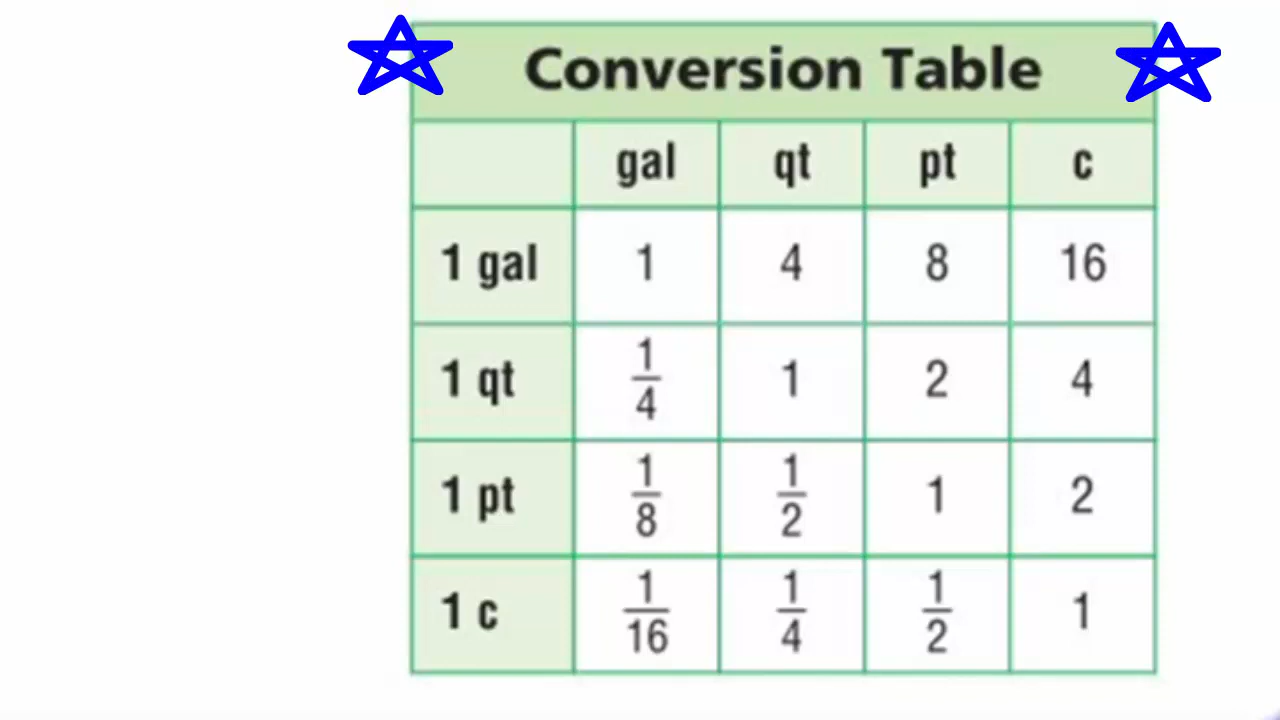 Conversion Table
gal qt pt c
1 gal 1 4 8 16
1 qt 1/4 1 2 4
1 pt 1/8 1/2 1 2
1 c 1/16 1/4 1/2 1